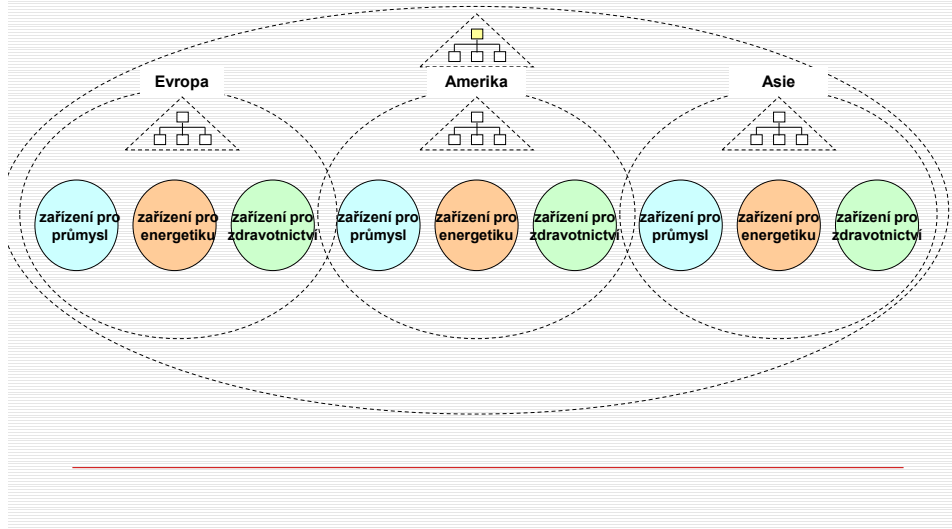 Evropa
Amerika
Asie
zařízení pro
průmysl
zařízení pro
energetiku
zařízení pro
zdravotnictví
zařízení pro
průmysl
zařízení pro
energetiku
zařízení pro
zdravotnictví
zařízení pro
průmysl
zařízení pro
energetiku
zařízení pro
zdravotnictví